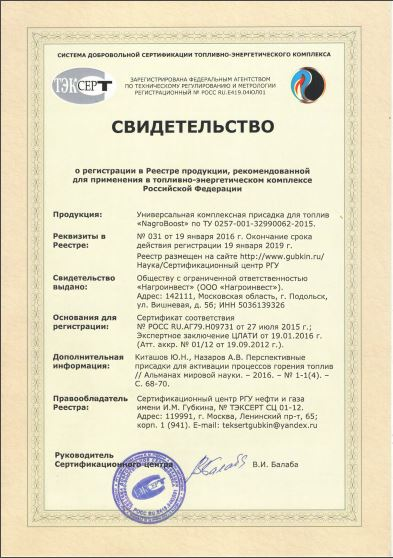 СИСТЕМА ДОБРОВОЛЬНОЙ СЕРТИФИКАЦИИ ТОПЛИВНО-ЭНЕРГЕТИЧЕСКОГО КОМПЛЕКСА
ТЭКСЕРТ
ЗАРЕГИСТРИРОВАНА ФЕДЕРАЛЬНЫМ АГЕНТСТВОМ
ПО ТЕХНИЧЕСКОМУ РЕГУЛИРОВАНИЮ И МЕТРОЛОГИИ
РЕГИСТРАЦИОННЫЙ № РОСС RU.E419.04ЮЛ01
СВИДЕТЕЛЬСТВО
о регистрации в Реестре продукции, рекомендованной
для применения в топливно-энергетическом комплексе
Российской Федерации
Продукция: Универсальная комплексная присадка для топлив
«NagroBoost» по ТУ 0257-001-32990062-2015.
Реквизиты в № 031 от 19 января 2016 г. Окончание срока
Реестре: действия регистрации 19 января 2019 г.
Реестр размещен на сайте http://www.gubkin.ru/
Наука/Сертификационный центр РГУ
Свидетельство Обществу с ограниченной ответственностью
выдано: «Нагроинвест» (ООО «Нагроинвест»).
Адрес: 142111, Московская область, г. Подольск,
ул. Вишневая, д. 56; ИНН 5036139326
Основания для Сертификат соответствия
регистрации: № РОСС RU.АГ79.Н09731 от 27 июля 2015 г.;
Экспертное заключение ЦЛАТИ от 19.01.2016 г.
(Атт. аккр. № 01/12 от 19.09.2012 г.).
Дополнительная Киташов Ю.Н., Назаров А.В. Перспективные
информация: присадки для активации процессов горения топлив
// Альманах мировой науки. – 2016. – № 1-1(4). –
С. 68-70.
Правообладатель Сертификационный центр РГУ нефти и газа
Реестра: имени И.М. Губкина, № ТЭКСЕРТ СЦ 01-12.
Адрес: 119991, г. Москва, Ленинский пр-т, 65;
корп. 1 (941). E-mail: teksertgubkin@yandex.ru
Руководитель
Сертификационного центра В.И. Балаба